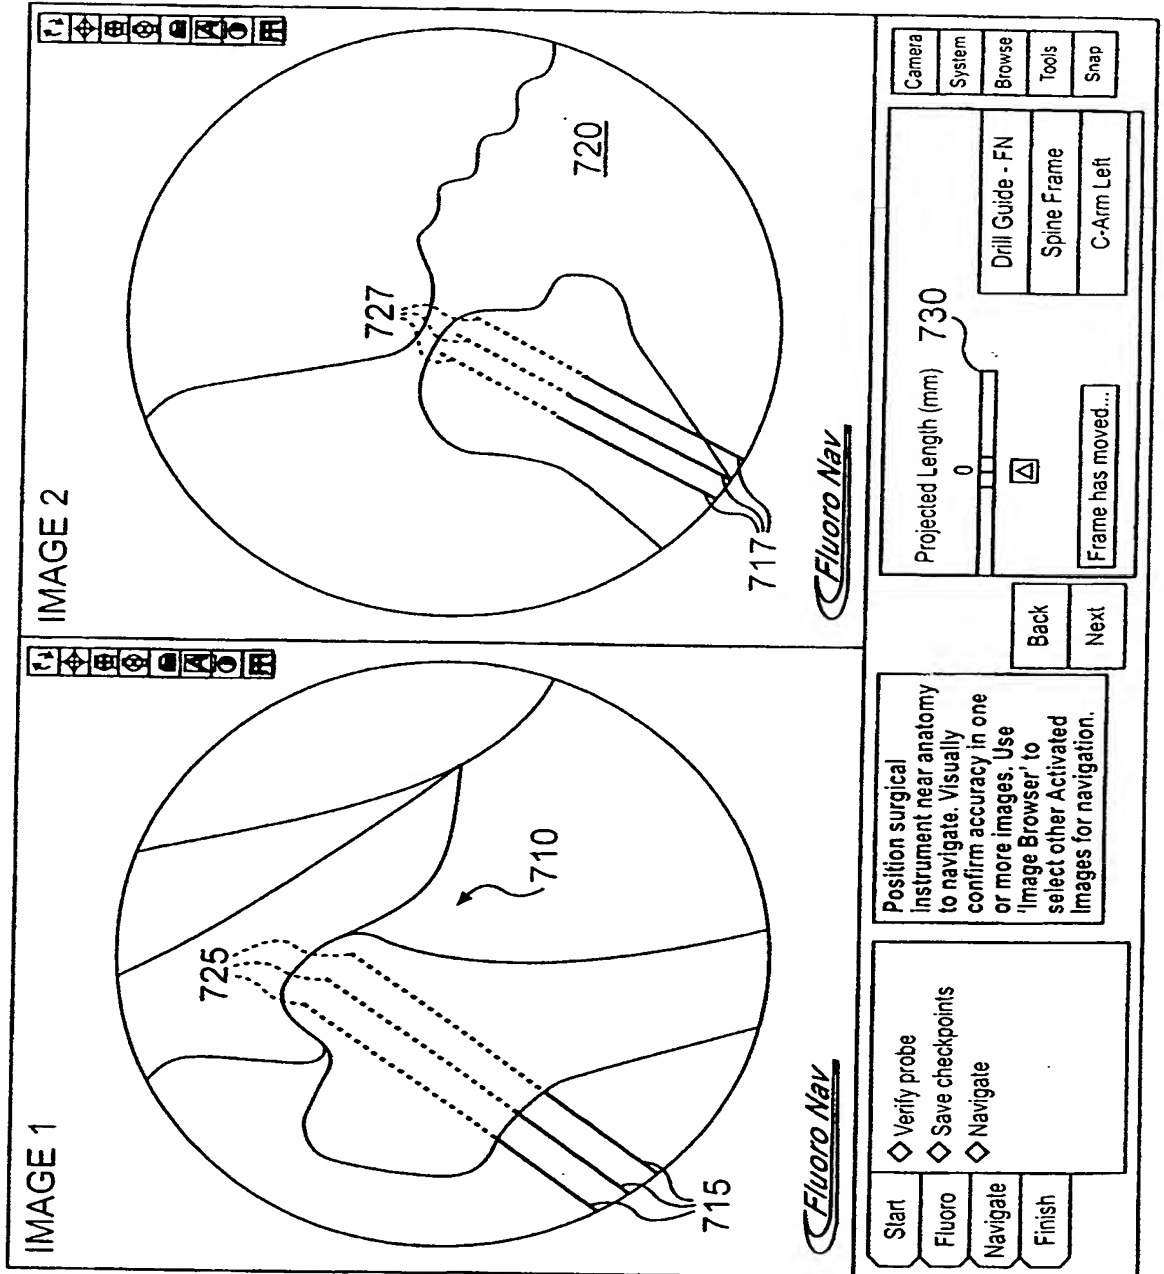 IMAGE 1
725
710
715
Fluoro Nav
IMAGE 2
727
720
717
Fluoro Nav
Start
Fluoro
Navigate
Finish
◇ Verify probe
◇ Save checkpoints
◇ Navigate
Position surgical
instrument near anatomy
to navigate. Visually
confirm accuracy in one
or more images. Use
'Image Browser' to
select other Activated
Images for navigation.
Back
Next
Projected Length (mm)
730
0
Frame has moved...
Drill Guide - FN
Spine Frame
C-Arm Left
Camera
System
Browse
Tools
Snap